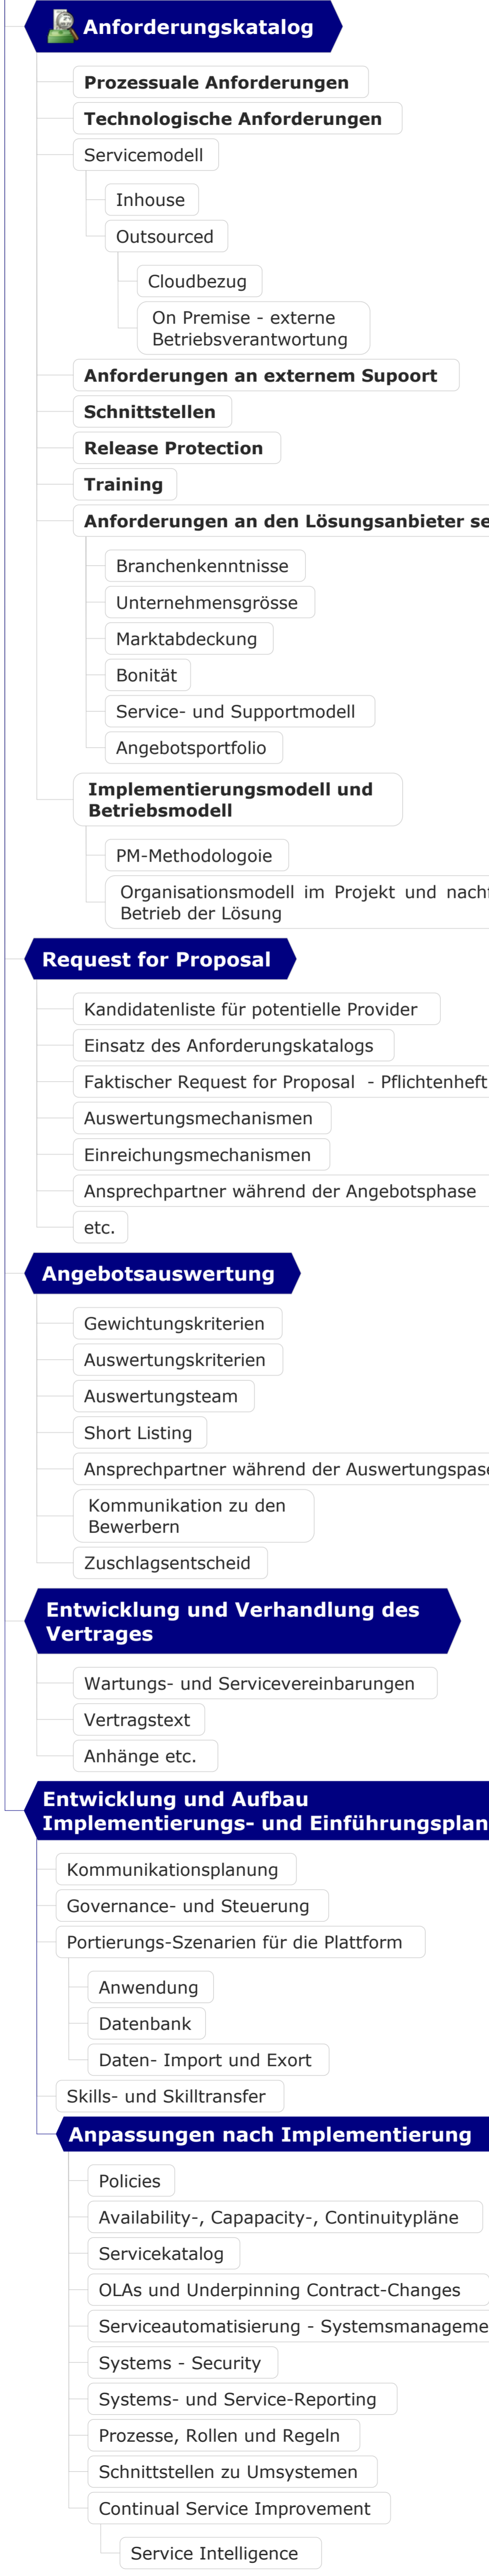 Anforderungskatalog
Prozessuale Anforderungen
Technologische Anforderungen
Servicemodell
Inhouse
Outsourced
Cloudbezug
On Premise - externe
Betriebsverantwortung
Anforderungen an externem Supoort
Schnittstellen
Release Protection
Training
Anforderungen an den Lösungsanbieter se
Branchenkenntnisse
Unternehmensgrösse
Marktabdeckung
Bonität
Service- und Supportmodell
Angebotsportfolio
Implementierungsmodell und
Betriebsmodell
PM-Methodologoie
Organisationsmodell im Projekt und nach
Betrieb der Lösung
Request for Proposal
Kandidatenliste für potentielle Provider
Einsatz des Anforderungskatalogs
Faktischer Request for Proposal - Pflichtenheft
Auswertungsmechanismen
Einreichungsmechanismen
Ansprechpartner während der Angebotsphase
etc.
Angebotsauswertung
Gewichtungskriterien
Auswertungskriterien
Auswertungsteam
Short Listing
Ansprechpartner während der Auswertungspase
Kommunikation zu den
Bewerbern
Zuschlagsentscheid
Entwicklung und Verhandlung des
Vertrages
Wartungs- und Servicevereinbarungen
Vertragstext
Anhänge etc.
Entwicklung und Aufbau
Implementierungs- und Einführungsplan
Kommunikationsplanung
Governance- und Steuerung
Portierungs-Szenarien für die Plattform
Anwendung
Datenbank
Daten- Import und Exort
Skills- und Skilltransfer
Anpassungen nach Implementierung
Policies
Availability-, Capapacity-, Continuitypläne
Servicekatalog
OLAs und Underpinning Contract-Changes
Serviceautomatisierung - Systemsmanageme
Systems - Security
Systems- und Service-Reporting
Prozesse, Rollen und Regeln
Schnittstellen zu Umsystemen
Continual Service Improvement
Service Intelligence